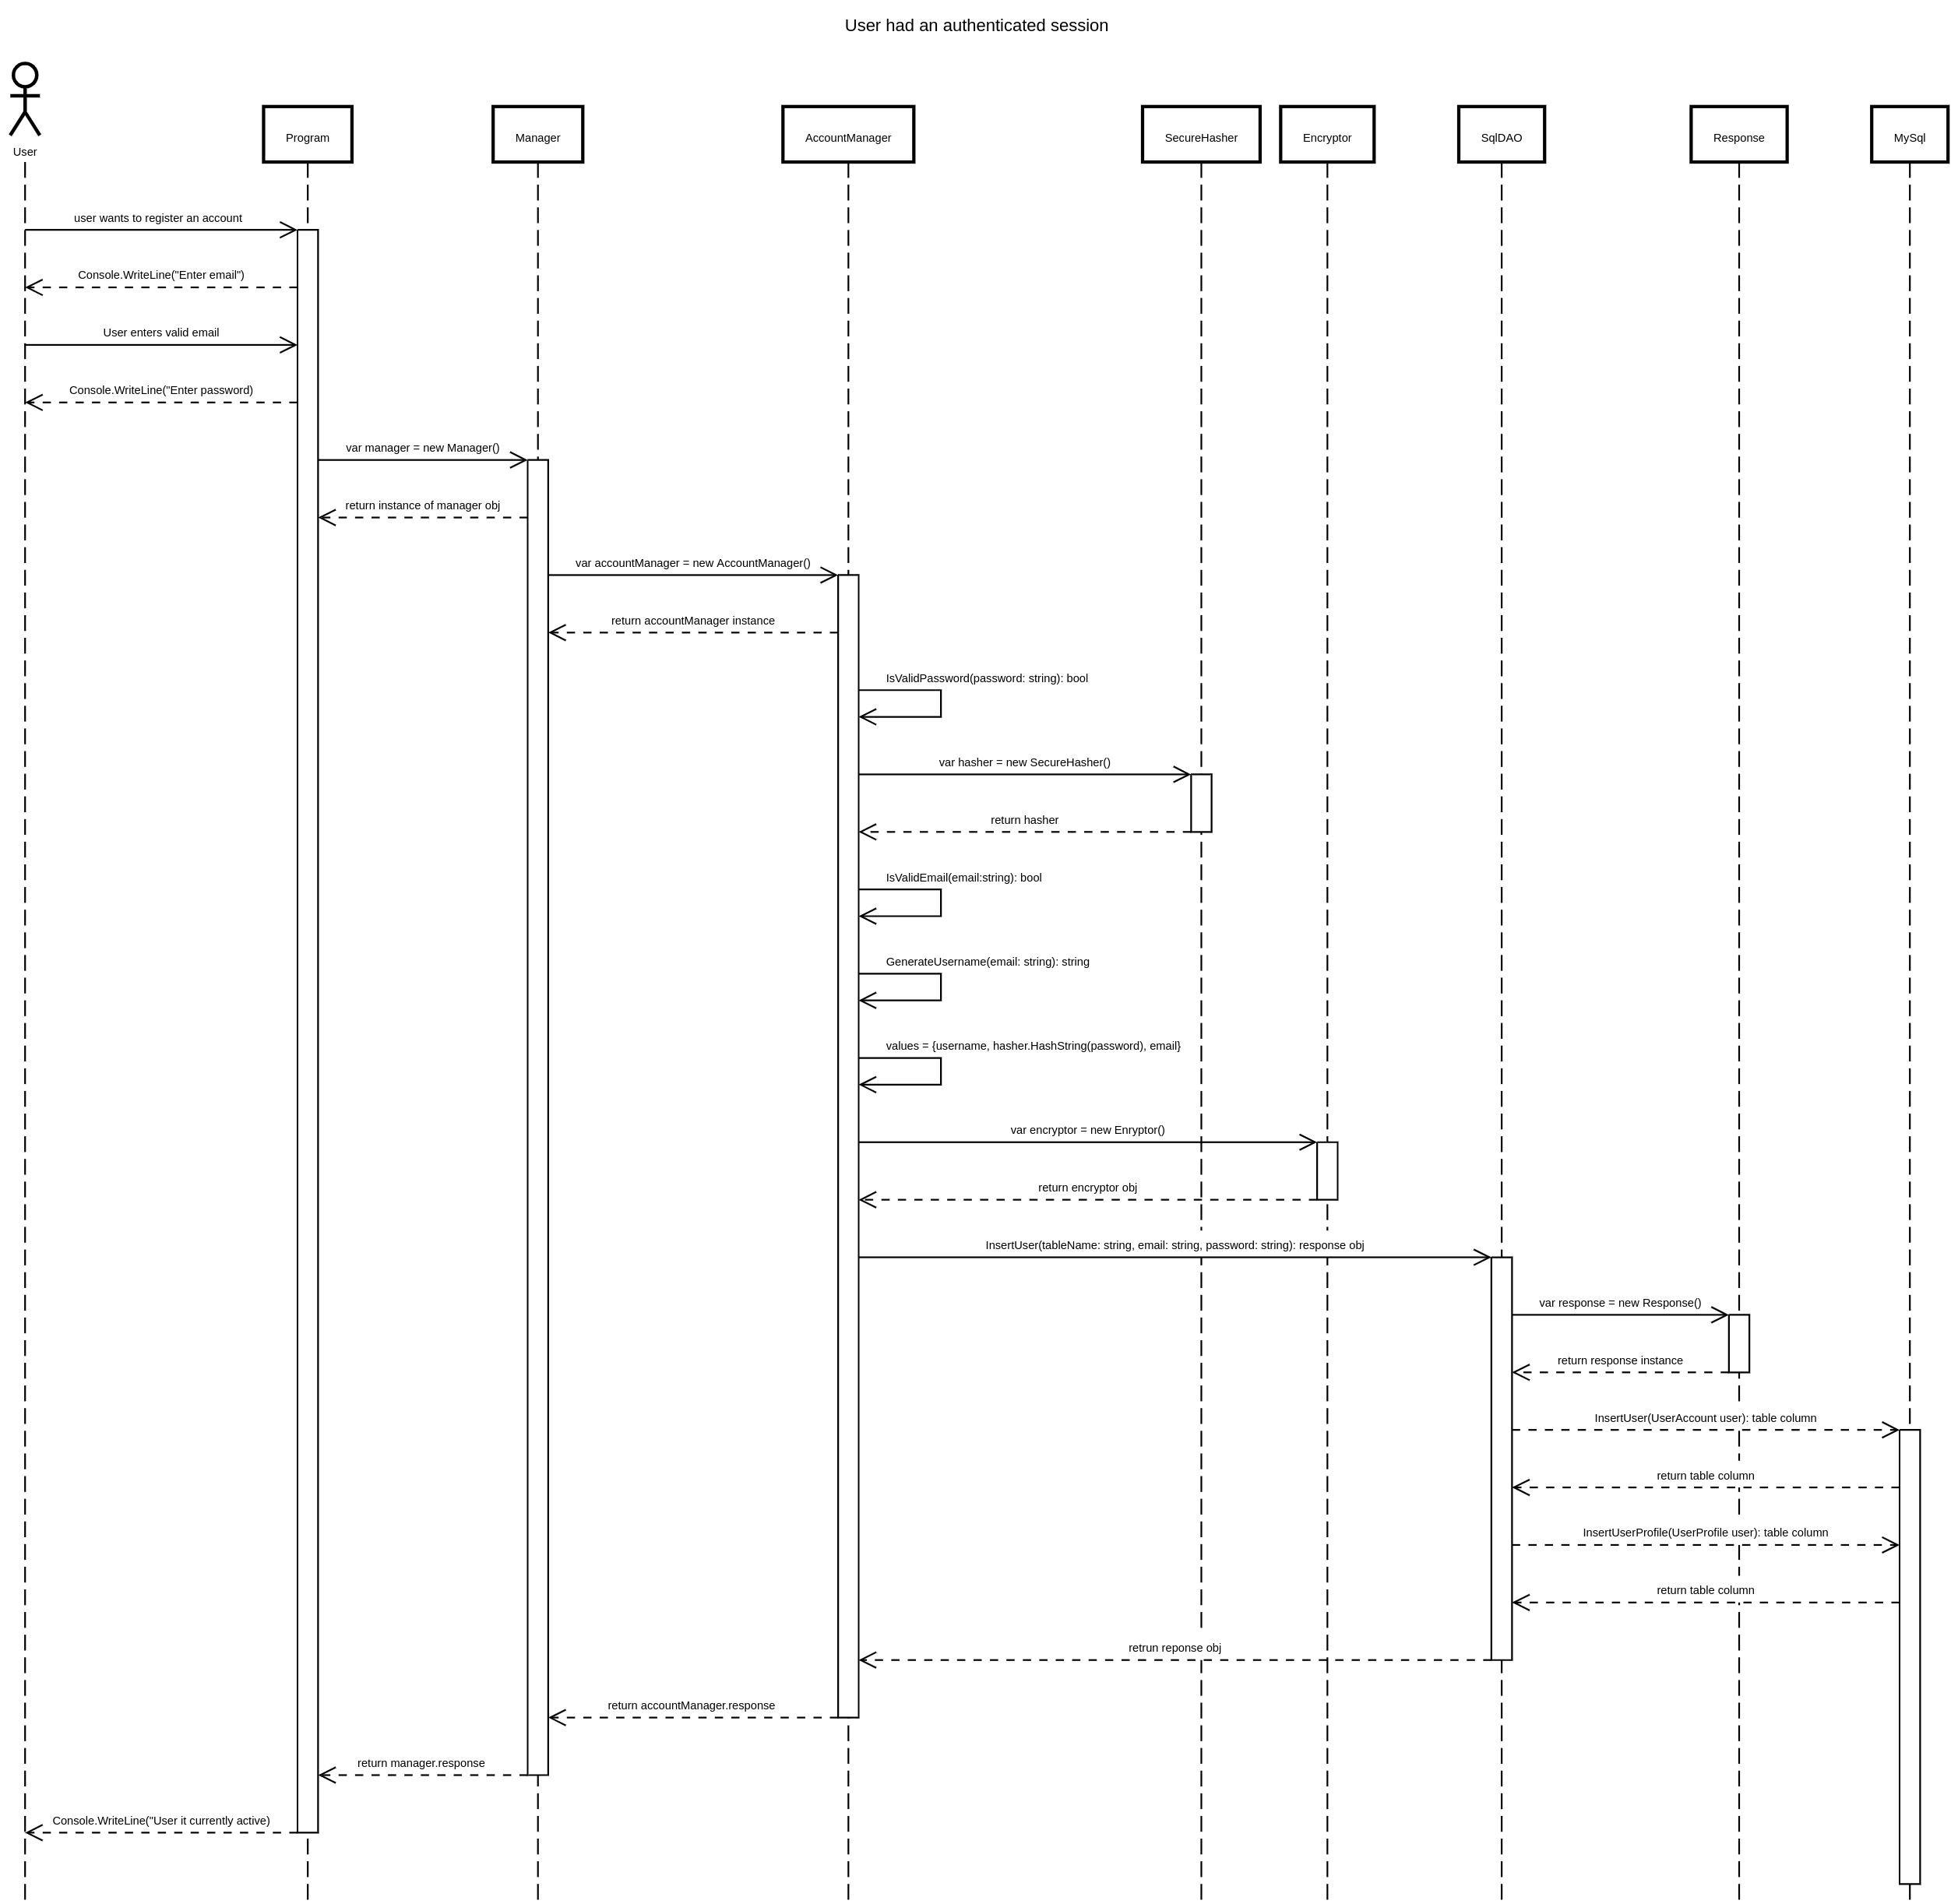 User had an authenticated session
User
Program
Manager
AccountManager
SecureHasher
Encryptor
SqlDAO
Response
MySql
user wants to register an account
Console.WriteLine("Enter email")
User enters valid email
Console.WriteLine("Enter password)
var manager = new Manager()
return instance of manager obj
var accountManager = new AccountManager()
return accountManager instance
IsValidPassword(password: string): bool
var hasher = new SecureHasher()
return hasher
IsValidEmail(email:string): bool
GenerateUsername(email: string): string
values = {username, hasher.HashString(password), email}
var encryptor = new Enryptor()
return encryptor obj
InsertUser(tableName: string, email: string, password: string): response obj
var response = new Response()
return response instance
InsertUser(UserAccount user): table column
return table column
InsertUserProfile(UserProfile user): table column
return table column
retrun reponse obj
return accountManager.response
return manager.response
Console.WriteLine("User it currently active)